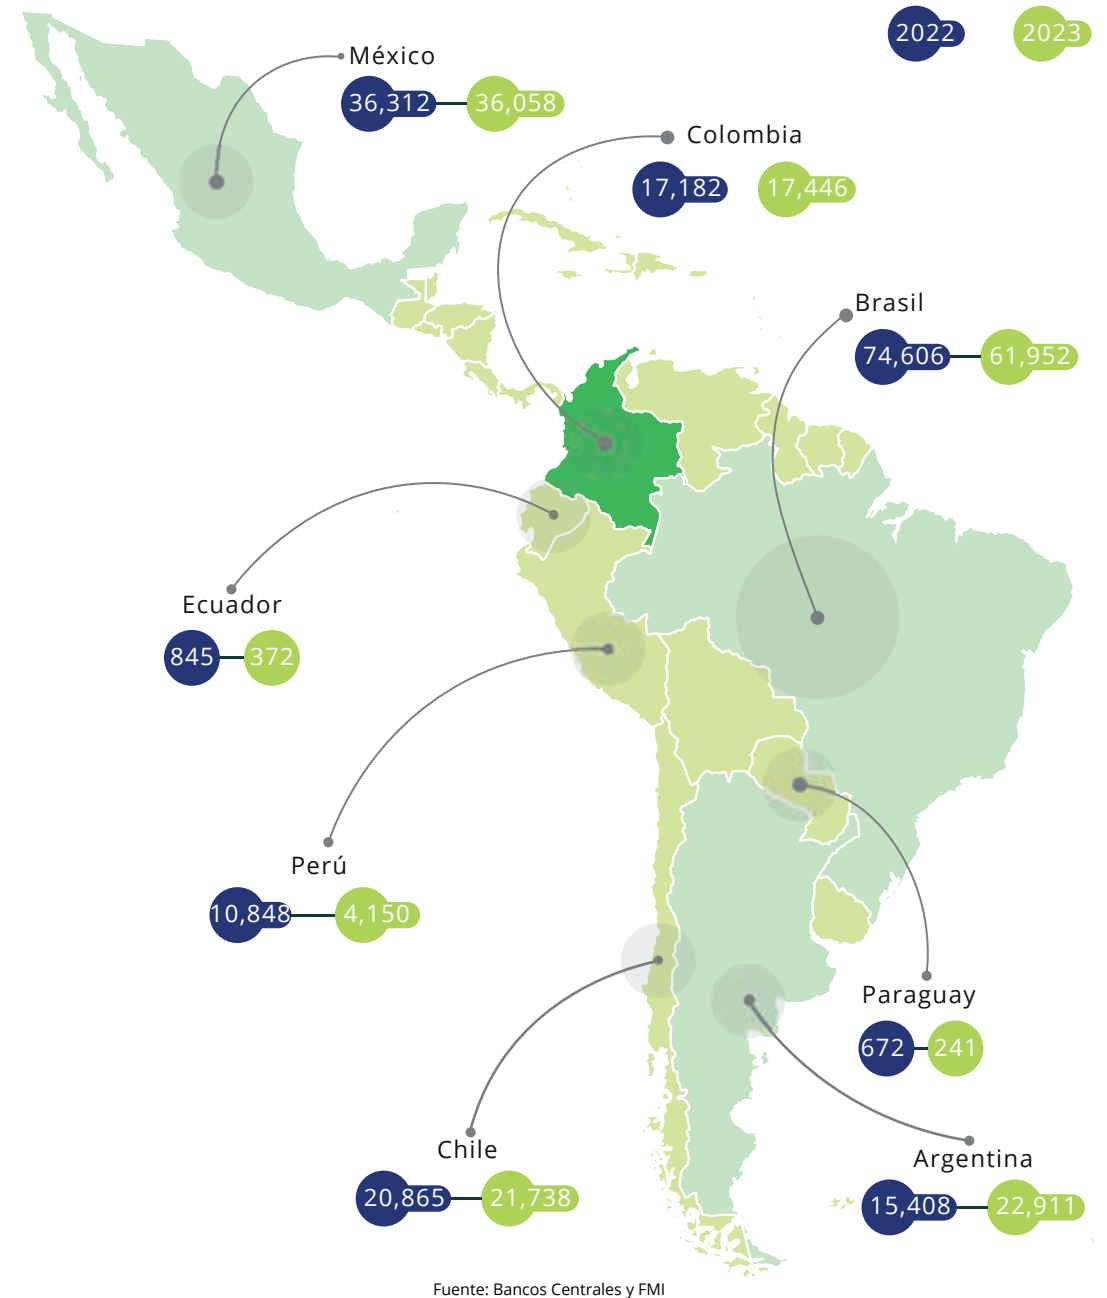 2022 2023
México
36,312 36,058
Colombia
17,182 17,446
Brasil
74,606 61,952
Ecuador
845 372
Perú
10,848 4,150
Paraguay
672 241
Chile
20,865 21,738
Argentina
15,408 22,911
Fuente: Bancos Centrales y FMI